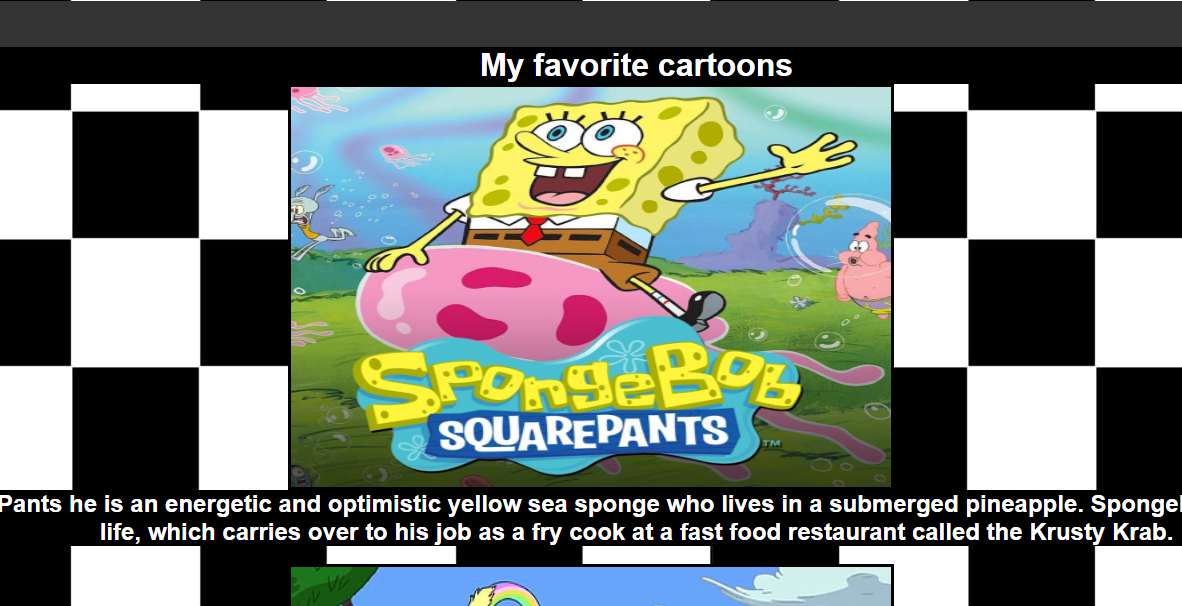 My favorite cartoons
SpongeBob
SQUAREPANTS
TM
Pants he is an energetic and optimistic yellow sea sponge who lives in a submerged pineapple.
life, which carries over to his job as a fry cook at a fast food restaurant called the Krusty Krab.